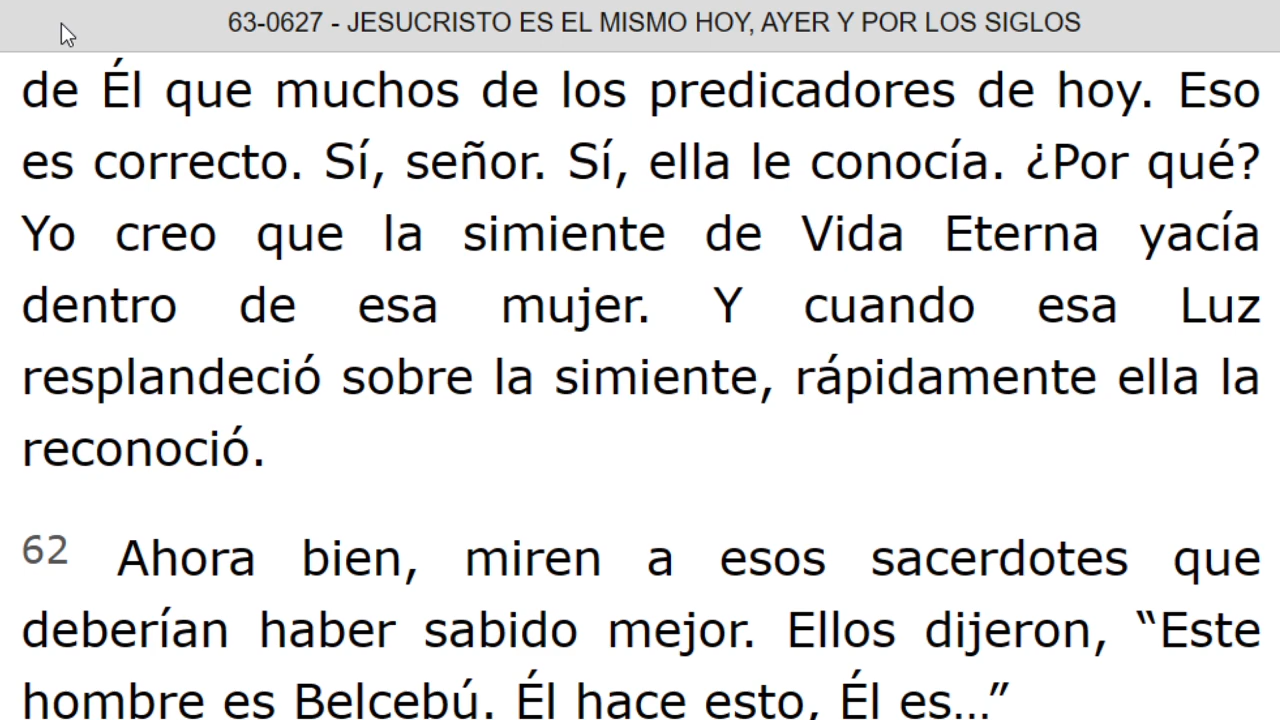 63-0627 - JESUCRISTO ES EL MISMO HOY, AYER Y POR LOS SIGLOS
de Él que muchos de los predicadores de hoy. Eso
es correcto. Sí, señor. Sí, ella le conocía. ¿Por qué?
Yo creo que la simiente de Vida Eterna yacía
dentro de esa mujer. Y cuando esa Luz
resplandeció sobre la simiente, rápidamente ella la
reconoció.
62 Ahora bien, miren a esos sacerdotes que
deberían haber sabido mejor. Ellos dijeron, “Este
hombre es Belcebú. Él hace esto, Él es…”